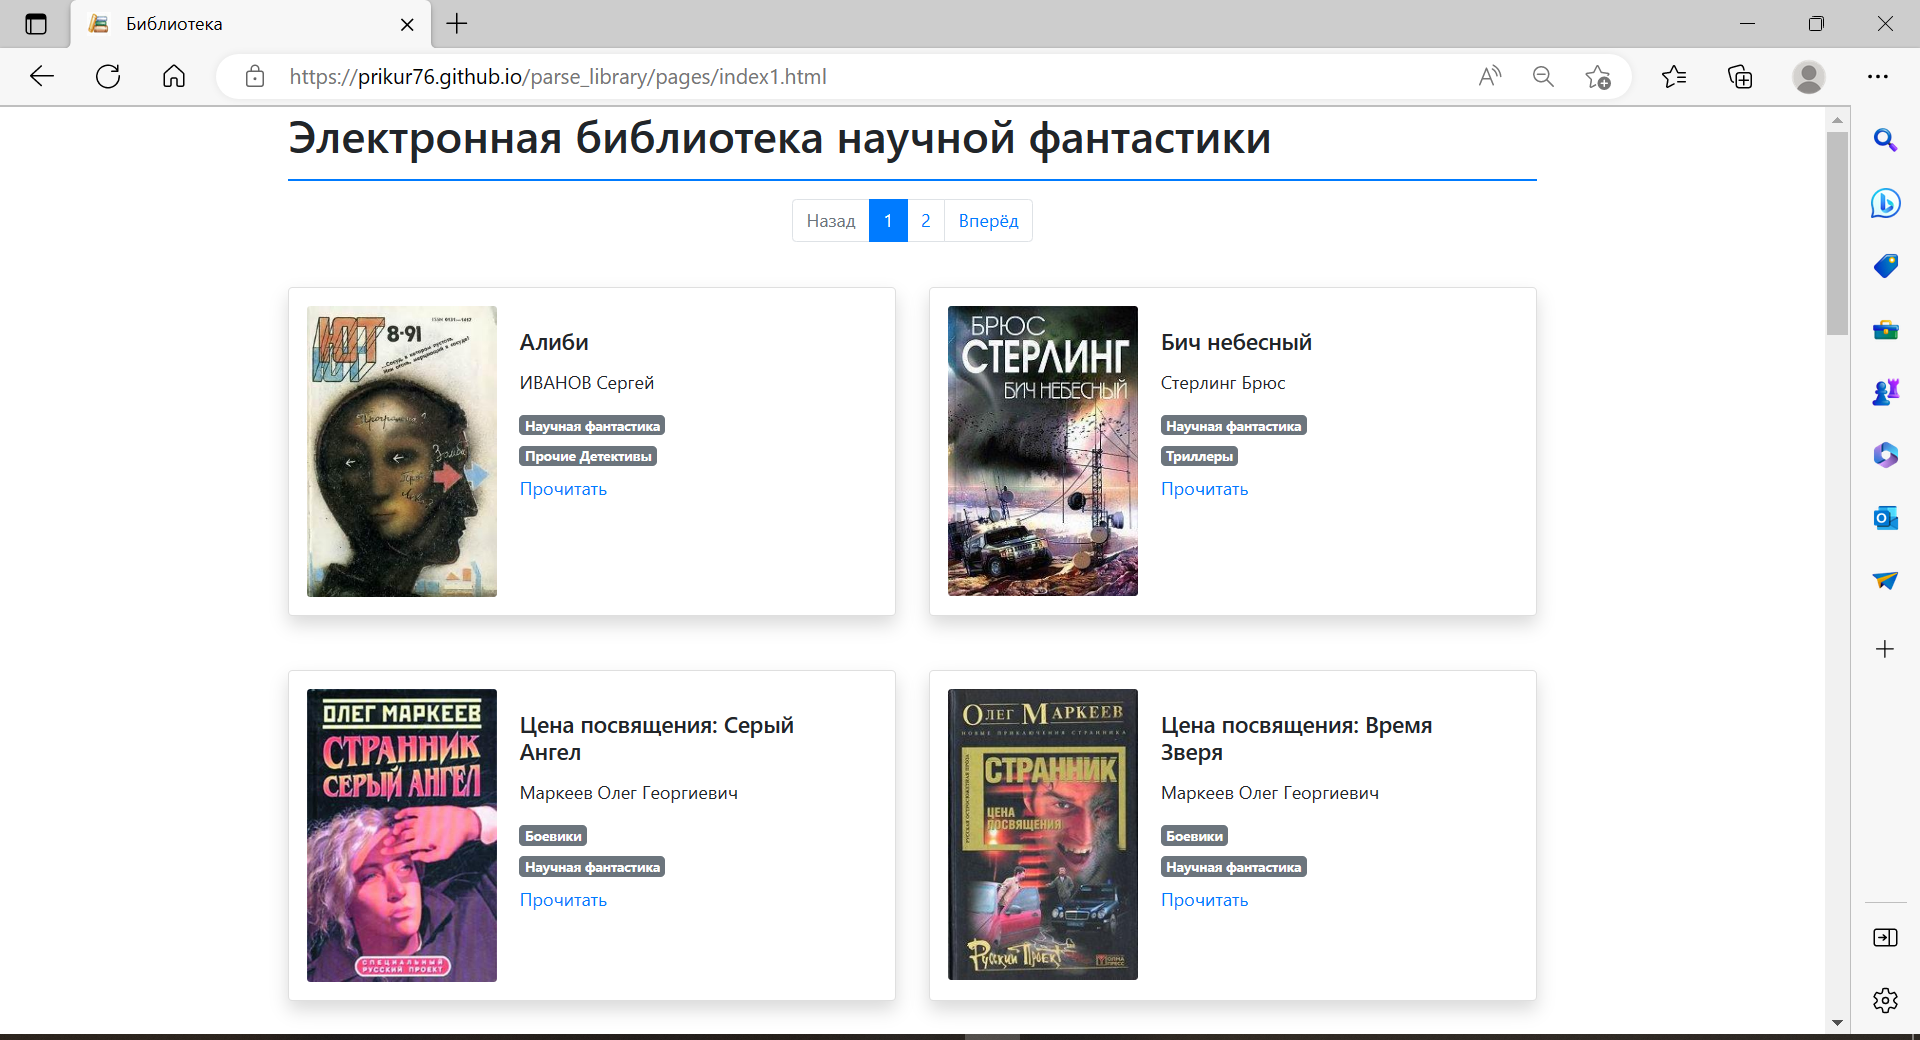 Библиотека
https://prikur76.github.io/parse_library/pages/index1.html
Электронная библиотека научной фантастики
Назад 1 2 Вперёд
ЮТ 8·91
Алиби
ИВАНОВ Сергей
Научная фантастика
Прочие Детективы
Прочитать
БРЮС
СТЕРЛИНГ
БИЧ НЕБЕСНЫЙ
Бич небесный
Стерлинг Брюс
Научная фантастика
Триллеры
Прочитать
ОЛЕГ МАРКЕЕВ
СТРАННИК
СЕРЫЙ АНГЕЛ
СПЕЦИАЛЬНЫЙ
РУССКИЙ ПРОЕКТ
Цена посвящения: Серый
Ангел
Маркеев Олег Георгиевич
Боевики
Научная фантастика
Прочитать
ОЛЕГ МАРКЕЕВ
НОВЫЕ ПРИКЛЮЧЕНИЯ СТРАННИКА
СТРАННИК
ЦЕНА
ПОСВЯЩЕНИЯ
Русский Проект
Цена посвящения: Время
Зверя
Маркеев Олег Георгиевич
Боевики
Научная фантастика
Прочитать